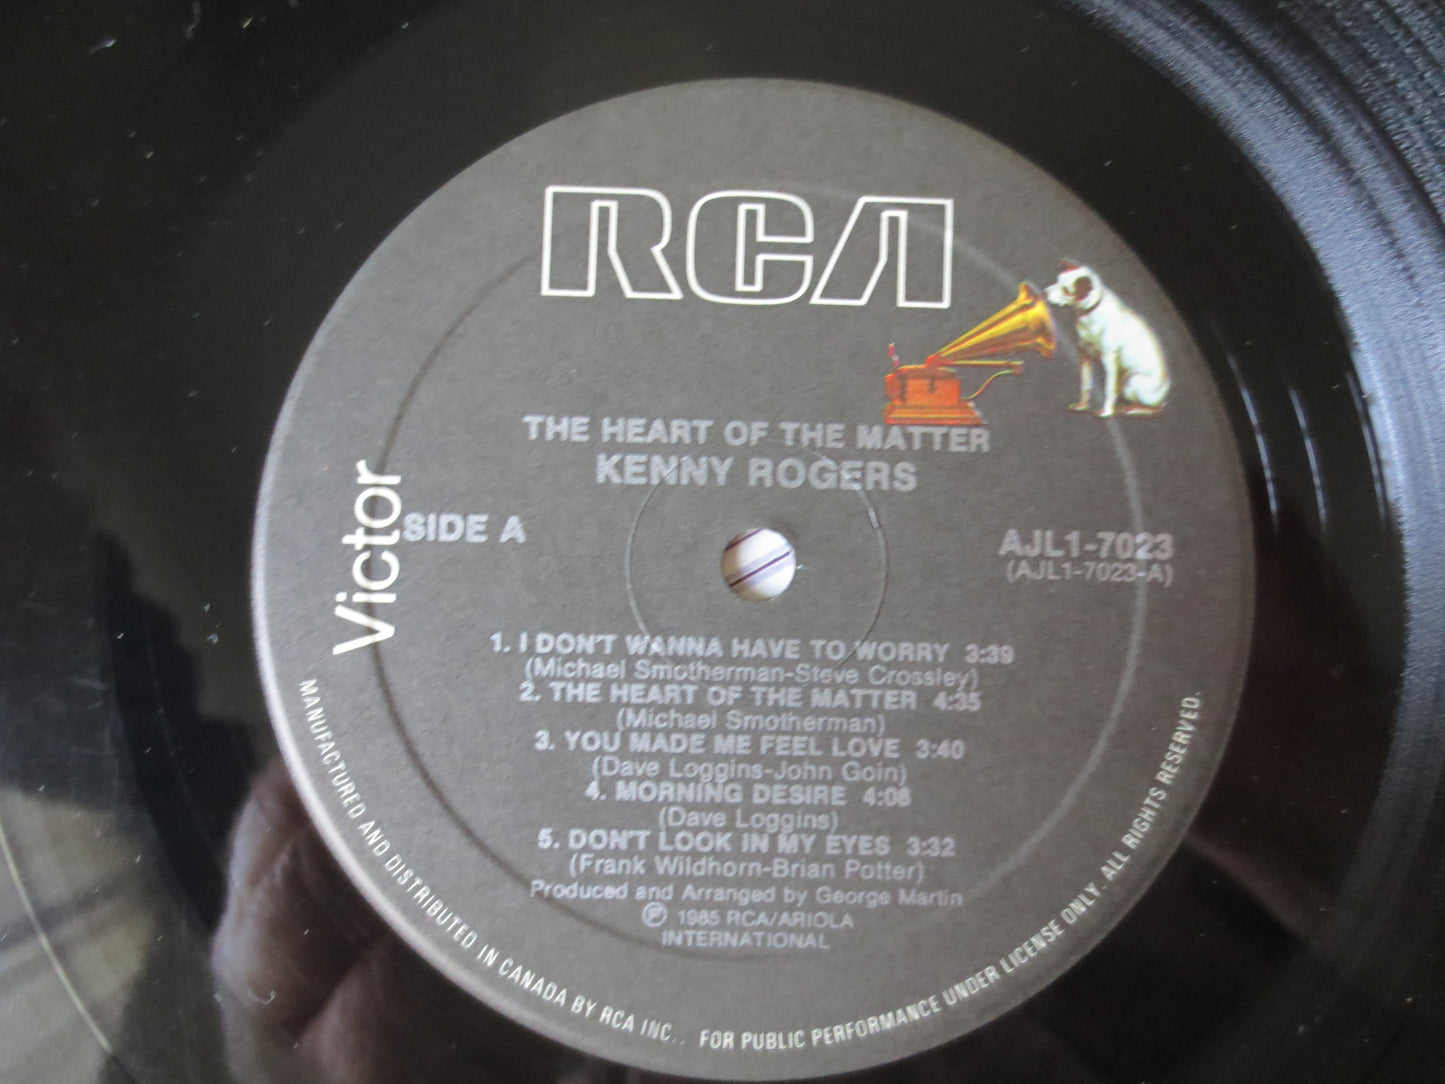 RCA
THE HEART OF THE MATTER
KENNY ROGERS
Victor
SIDE A
AJL1-7023
(AJL1-7023-A)
1. I DON'T WANNA HAVE TO WORRY 3:39
(Michael Smotherman-Steve Crossley)
2. THE HEART OF THE MATTER 4:35
(Michael Smotherman)
3. YOU MADE ME FEEL LOVE 3:40
(Dave Loggins-John Goin)
4. MORNING DESIRE 4:08
(Dave Loggins)
5. DON'T LOOK IN MY EYES 3:32
(Frank Wildhorn-Brian Potter)
Produced and Arranged by George Martin
℗ 1985 RCA/ARIOLA
INTERNATIONAL
MANUFACTURED AND DISTRIBUTED IN CANADA BY RCA INC.. FOR PUBLIC PERFORMANCE UNDER LICENSE ONLY. ALL RIGHTS RESERVED.